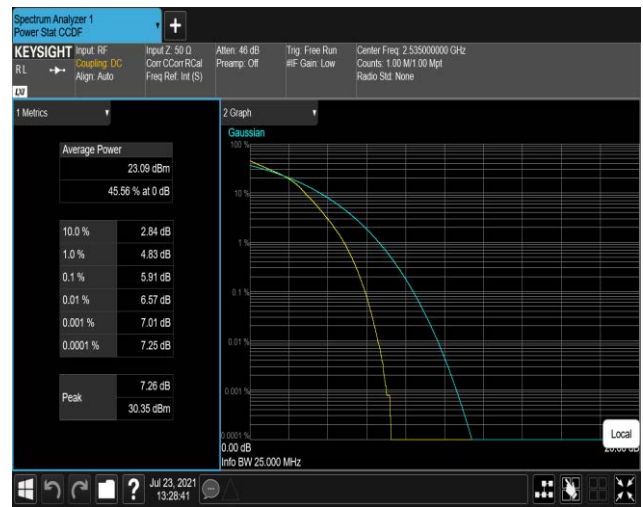 Spectrum Analyzer 1
Power Stat CCDF
+
KEYSIGHT
Input: RF
Coupling: DC
Align: Auto
Input Z: 50 Ω
Corr CCorr RCal
Freq Ref: Int (S)
Atten: 46 dB
Preamp: Off
Trig: Free Run
#IF Gain: Low
Center Freq: 2.535000000 GHz
Counts: 1.00 M/1.00 Mpt
Radio Std: None
R L
LXI
1 Metrics
Average Power
23.09 dBm
45.56 % at 0 dB
10.0 % 2.84 dB
1.0 % 4.83 dB
0.1 % 5.91 dB
0.01 % 6.57 dB
0.001 % 7.01 dB
0.0001 % 7.25 dB
Peak
7.26 dB
30.35 dBm
2 Graph
Gaussian
100 %
10 %
1 %
0.1 %
0.01 %
0.001 %
0.0001 %
0.00 dB
Info BW 25.000 MHz
Local
?
Jul 23, 2021
13:28:41